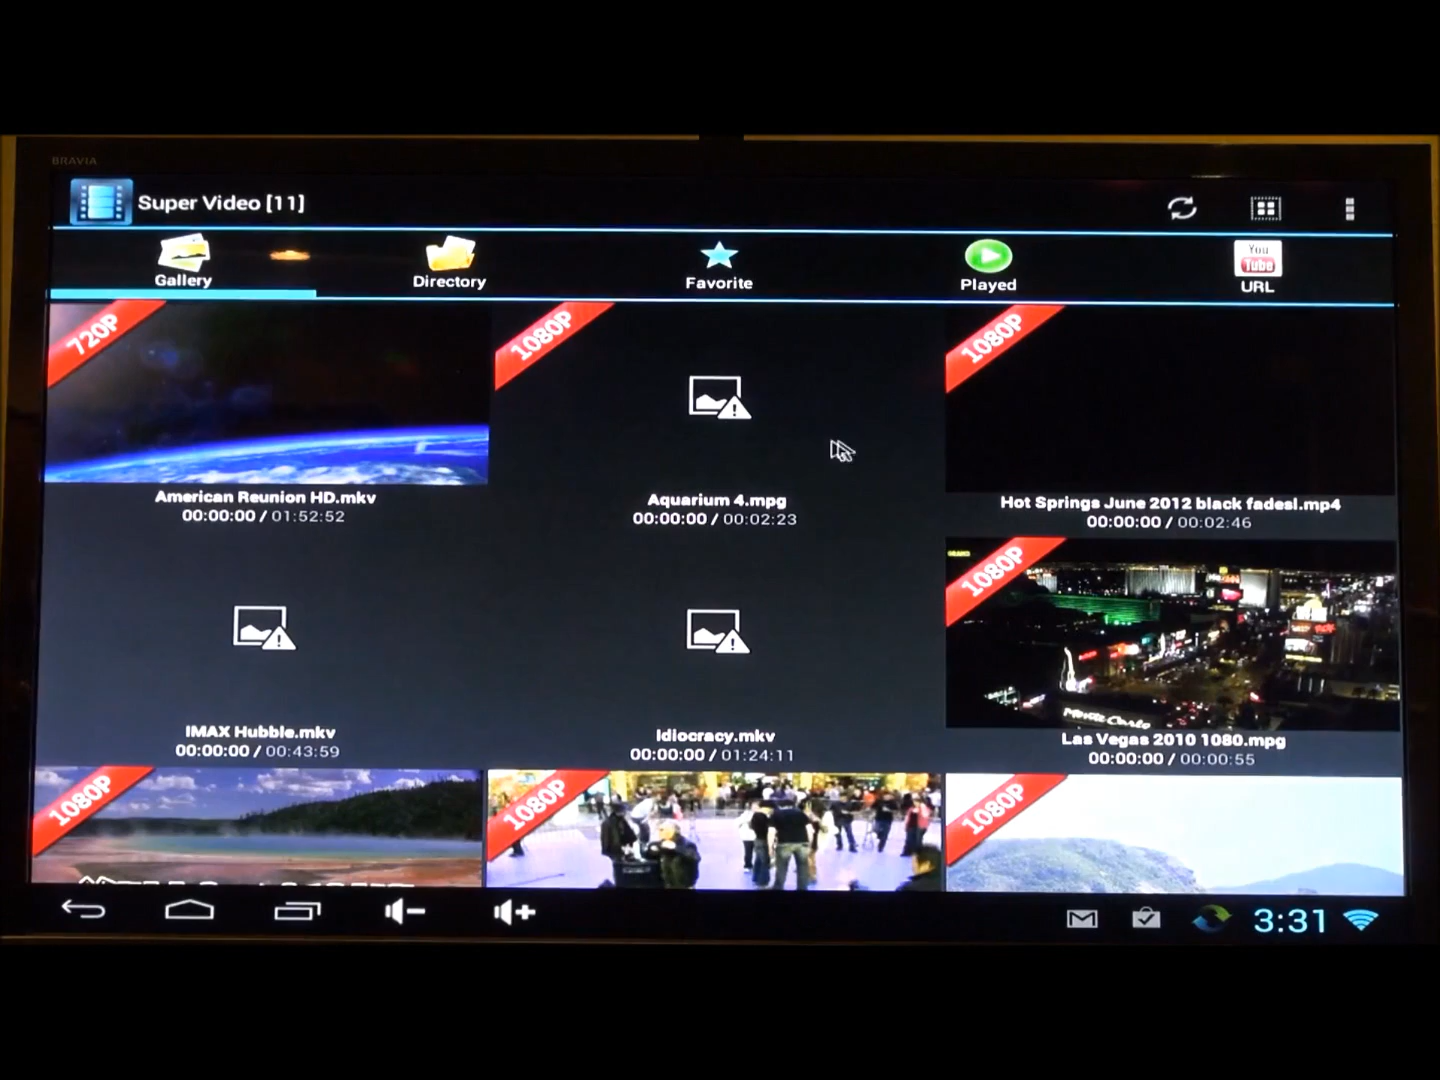 BRAVIA
Super Video [11]
Gallery
Directory
Favorite
Played
You
Tube
URL
720P
1080P
1080P
American Reunion HD.mkv
00:00:00 / 01:52:52
Aquarium 4.mpg
00:00:00 / 00:02:23
Hot Springs June 2012 black fadesl.mp4
00:00:00 / 00:02:46
1080P
Monte Carlo
IMAX Hubble.mkv
00:00:00 / 00:43:59
Idiocracy.mkv
00:00:00 / 01:24:11
Las Vegas 2010 1080.mpg
00:00:00 / 00:00:55
1080P
1080P
1080P
3:31